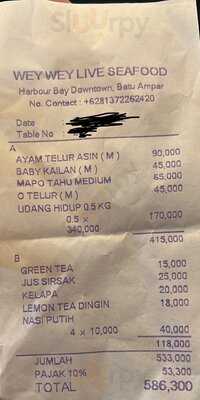 Sluurpy
WEY WEY LIVE SEAFOOD
Harbour Bay Downtown, Batu Ampar
No. Contact : +6281372262420
Date
Table No
A
AYAM TELUR ASIN ( M ) 90,000
BABY KAILAN ( M ) 45,000
MAPO TAHU MEDIUM 65,000
O TELUR ( M ) 45,000
UDANG HIDUP 0.5 KG
0.5 x 170,000
340,000
415,000
B
GREEN TEA 15,000
JUS SIRSAK 25,000
KELAPA 20,000
LEMON TEA DINGIN 18,000
NASI PUTIH
4 x 10,000 40,000
118,000
JUMLAH 533,000
PAJAK 10% 53,300
TOTAL 586,300